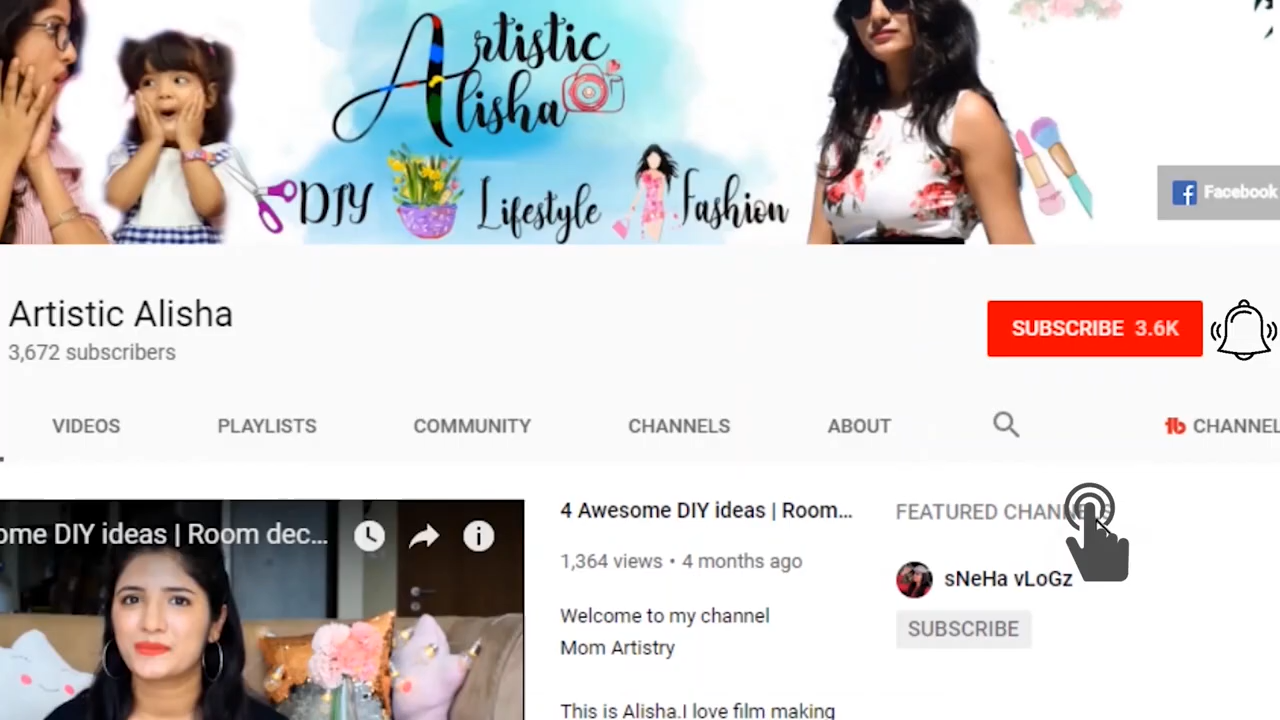 Artistic
Alisha
DIY
Lifestyle
Fashion
Facebook
Artistic Alisha
3,672 subscribers
SUBSCRIBE 3.6K
VIDEOS
PLAYLISTS
COMMUNITY
CHANNELS
ABOUT
CHANNEL
ome DIY ideas | Room dec...
4 Awesome DIY ideas | Room...
1,364 views • 4 months ago
Welcome to my channel
Mom Artistry
This is Alisha.I love film making
FEATURED CHANN
sNeHa vLoGz
SUBSCRIBE